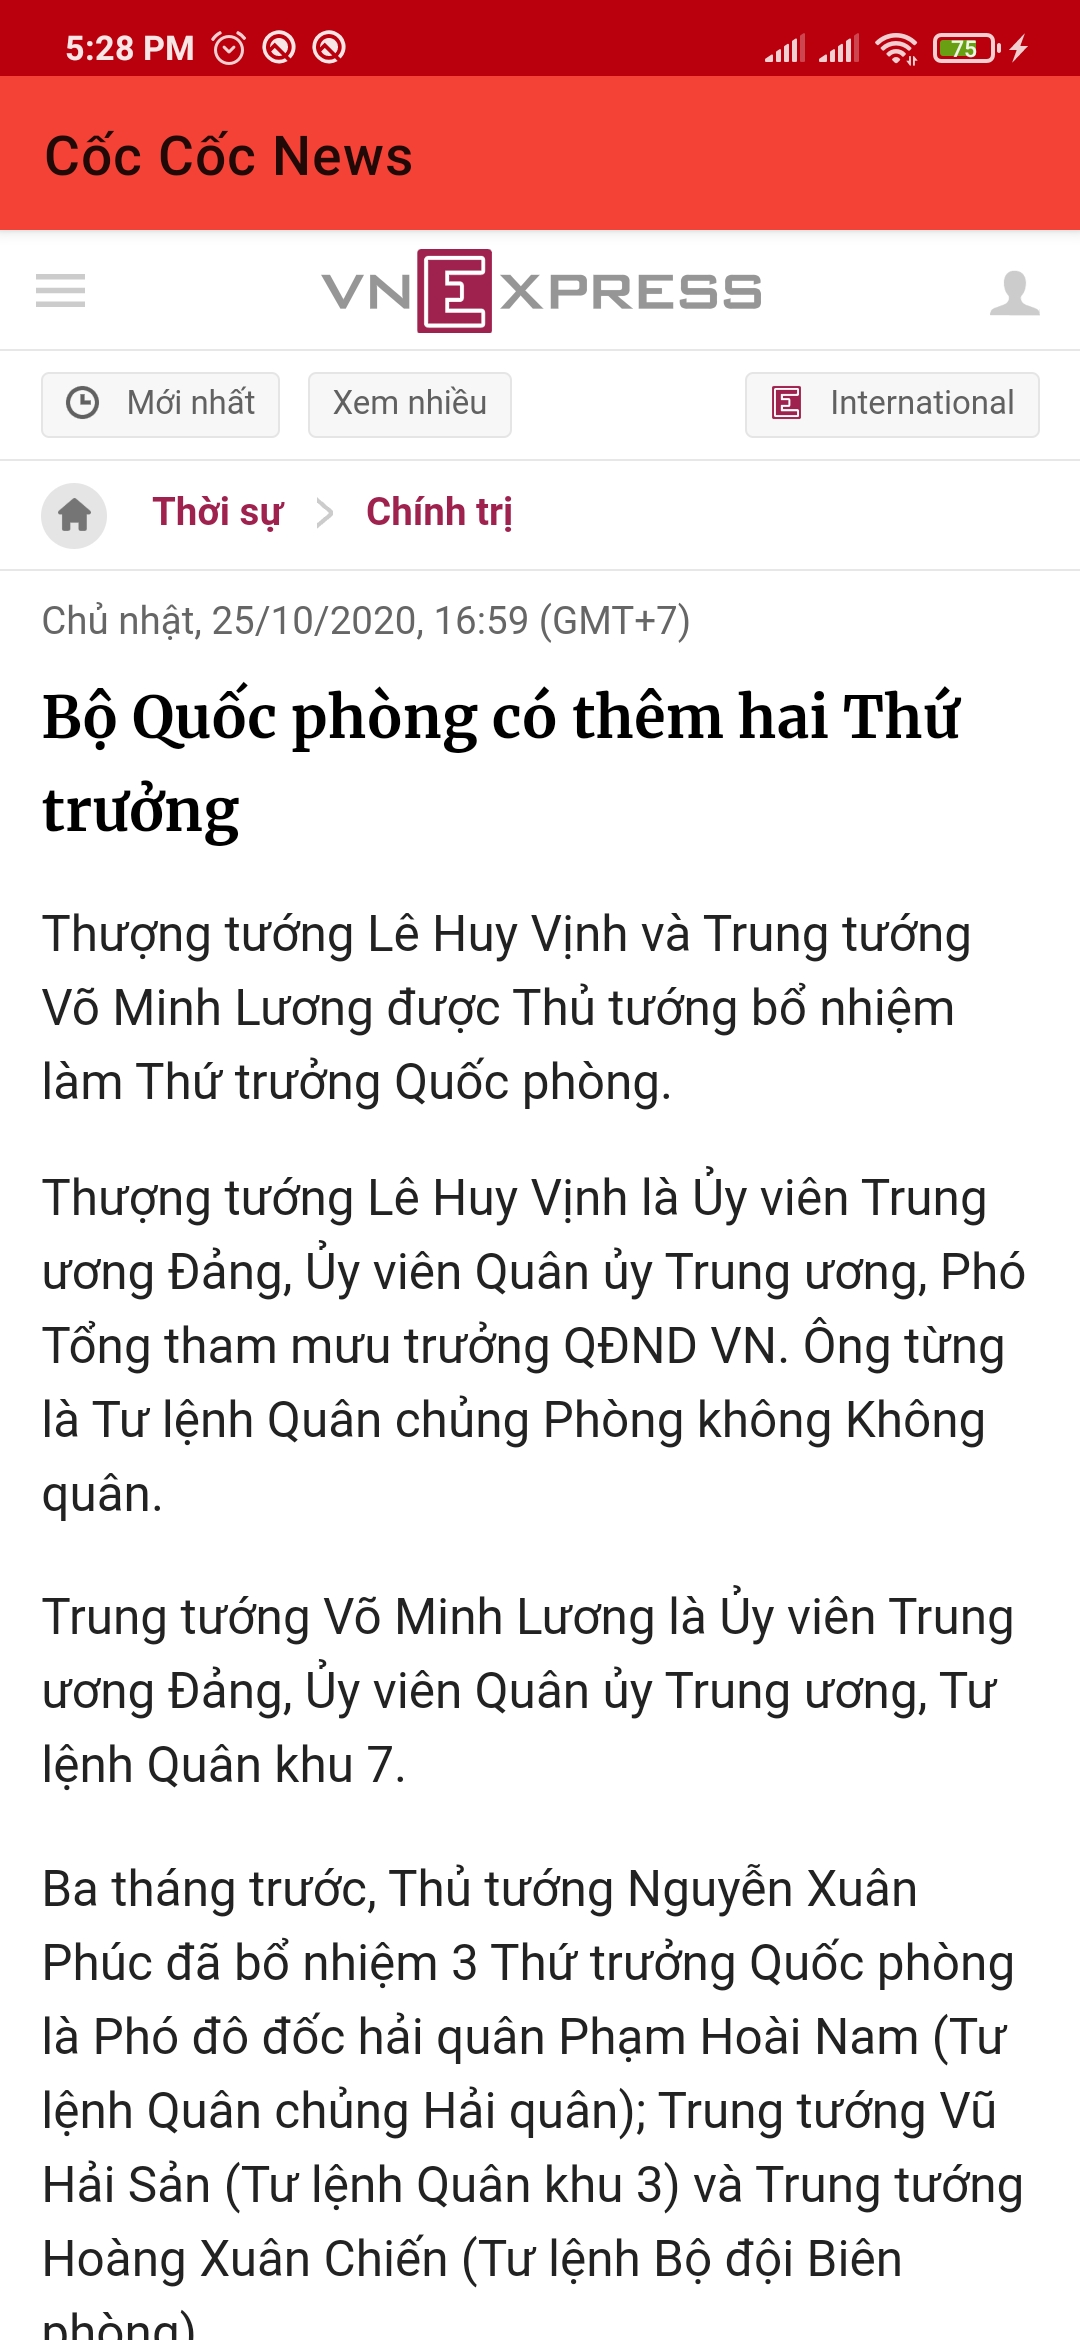 5:28 PM 75
Cốc Cốc News
VNEXPRESS
Mới nhất Xem nhiều International
Thời sự > Chính trị
Chủ nhật, 25/10/2020, 16:59 (GMT+7)
Bộ Quốc phòng có thêm hai Thứ
trưởng
Thượng tướng Lê Huy Vịnh và Trung tướng
Võ Minh Lương được Thủ tướng bổ nhiệm
làm Thứ trưởng Quốc phòng.
Thượng tướng Lê Huy Vịnh là Ủy viên Trung
ương Đảng, Ủy viên Quân ủy Trung ương, Phó
Tổng tham mưu trưởng QĐND VN. Ông từng
là Tư lệnh Quân chủng Phòng không Không
quân.
Trung tướng Võ Minh Lương là Ủy viên Trung
ương Đảng, Ủy viên Quân ủy Trung ương, Tư
lệnh Quân khu 7.
Ba tháng trước, Thủ tướng Nguyễn Xuân
Phúc đã bổ nhiệm 3 Thứ trưởng Quốc phòng
là Phó đô đốc hải quân Phạm Hoài Nam (Tư
lệnh Quân chủng Hải quân); Trung tướng Vũ
Hải Sản (Tư lệnh Quân khu 3) và Trung tướng
Hoàng Xuân Chiến (Tư lệnh Bộ đội Biên
phòng)